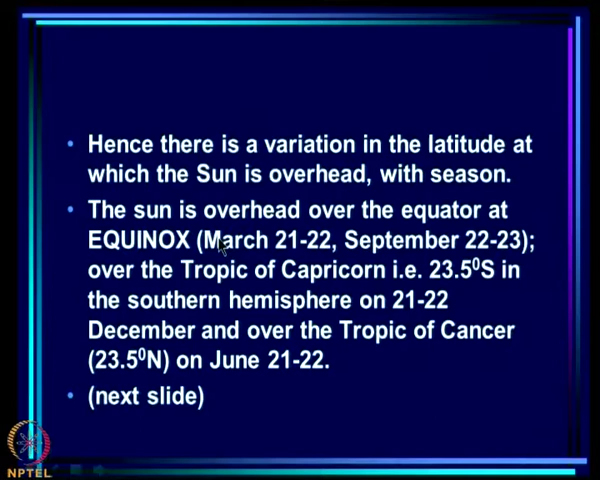 • Hence there is a variation in the latitude at
which the Sun is overhead, with season.
• The sun is overhead over the equator at
EQUINOX (March 21-22, September 22-23);
over the Tropic of Capricorn i.e. 23.5⁰S in
the southern hemisphere on 21-22
December and over the Tropic of Cancer
(23.5⁰N) on June 21-22.
• (next slide)
NPTEL